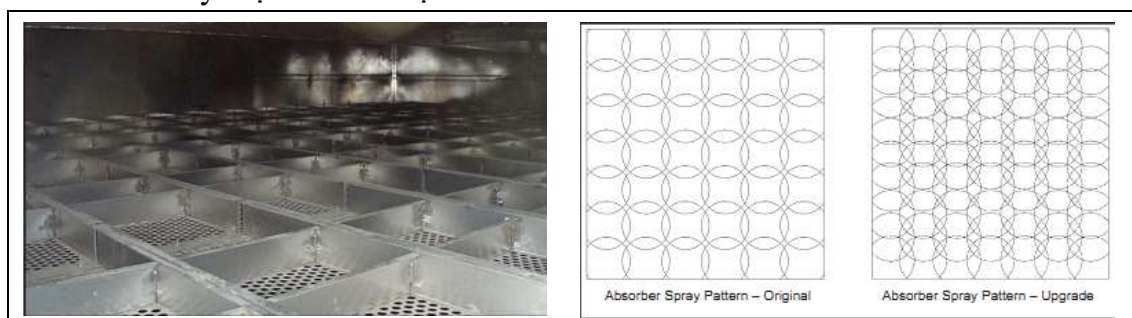 Absorber Spray Pattern – Original
Absorber Spray Pattern – Upgrade